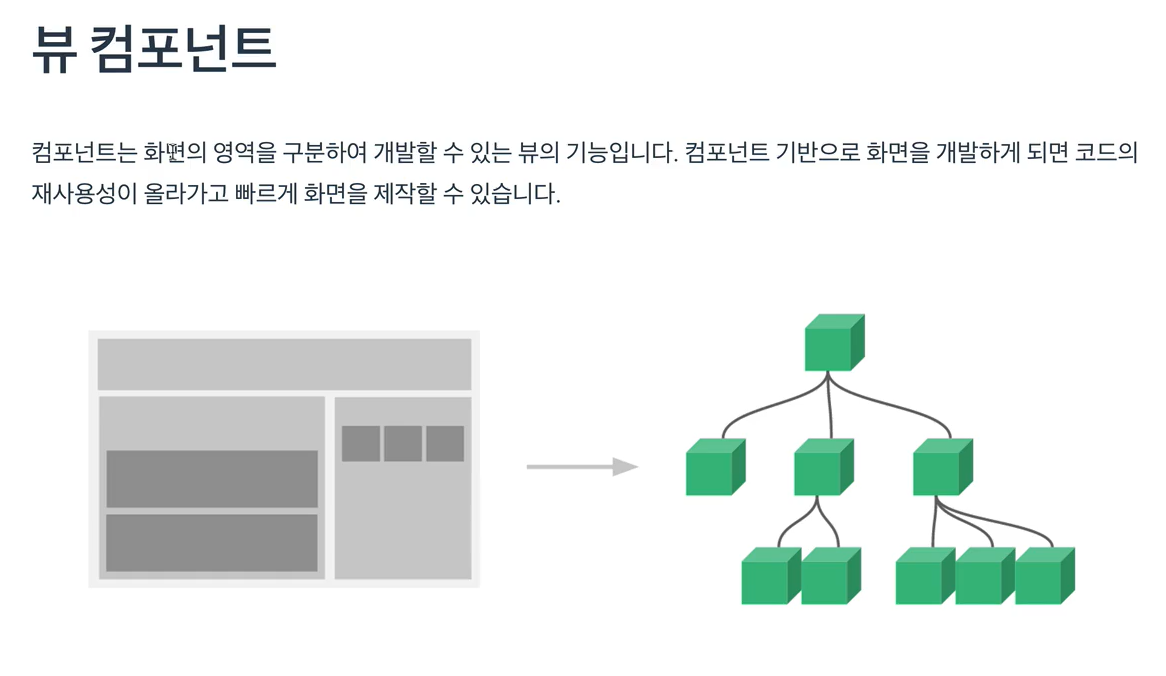 뷰 컴포넌트
컴포넌트는 화면의 영역을 구분하여 개발할 수 있는 뷰의 기능입니다. 컴포넌트 기반으로 화면을 개발하게 되면 코드의
재사용성이 올라가고 빠르게 화면을 제작할 수 있습니다.